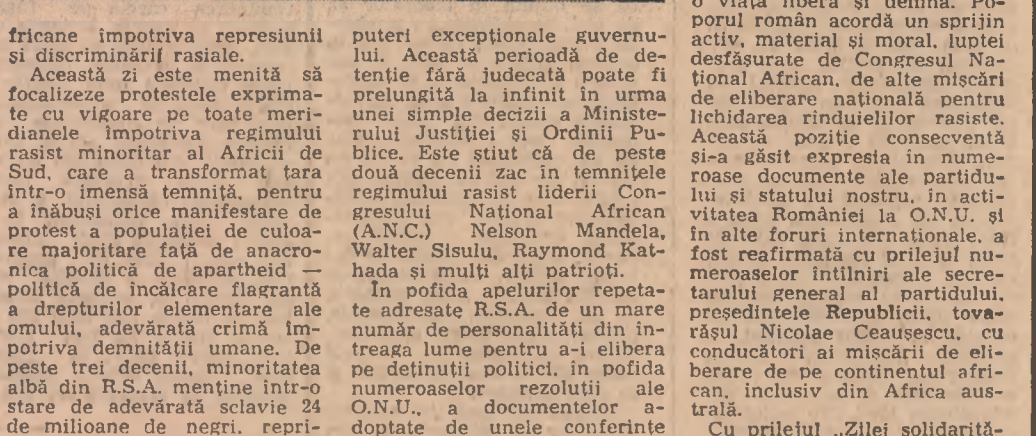 fricane împotriva represiunii
și discriminării rasiale.
Această zi este menită să
focalizeze protestele exprima-
te cu vigoare pe toate meri-
dianele împotriva regimului
rasist minoritar al Africii de
Sud, care a transformat țara
într-o imensă temniță, pentru
a înăbuși orice manifestare de
protest a populației de culoa-
re majoritare față de anacro-
nica politică de apartheid —
politică de încălcare flagrantă
a drepturilor elementare ale
omului, adevărată crimă îm-
potriva demnității umane. De
peste trei decenii, minoritatea
albă din R.S.A. menține într-o
stare de adevărată sclavie 24
de milioane de negri, repri-
puteri excepționale guvernu-
lui. Această perioadă de de-
tenție fără judecată poate fi
prelungită la infinit în urma
unei simple decizii a Ministe-
rului Justiției și Ordinii Pu-
blice. Este știut că de peste
două decenii zac în temnițele
regimului rasist liderii Con-
gresului Național African
(A.N.C.) Nelson Mandela,
Walter Sisulu, Raymond Kat-
hada și mulți alți patrioți.
În pofida apelurilor repeta-
te adresate R.S.A. de un mare
număr de personalități din în-
treaga lume pentru a-i elibera
pe deținuții politici, în pofida
numeroaselor rezoluții ale
O.N.U., a documentelor a-
doptate de unele conferințe
o viață liberă și demnă. Po-
porul român acordă un sprijin
activ, material și moral, luptei
desfășurate de Congresul Na-
țional African, de alte mișcări
de eliberare națională pentru
lichidarea rînduielilor rasiste.
Această poziție consecventă
și-a găsit expresia în nume-
roase documente ale partidu-
lui și statului nostru, în acti-
vitatea României la O.N.U. și
în alte foruri internaționale, a
fost reafirmată cu prilejul nu-
meroaselor întîlniri ale secre-
tarului general al partidului,
președintele Republicii, tova-
rășul Nicolae Ceaușescu, cu
conducători ai mișcării de eli-
berare de pe continentul afri-
can, inclusiv din Africa aus-
trală.
Cu prilejul „Zilei solidarită-